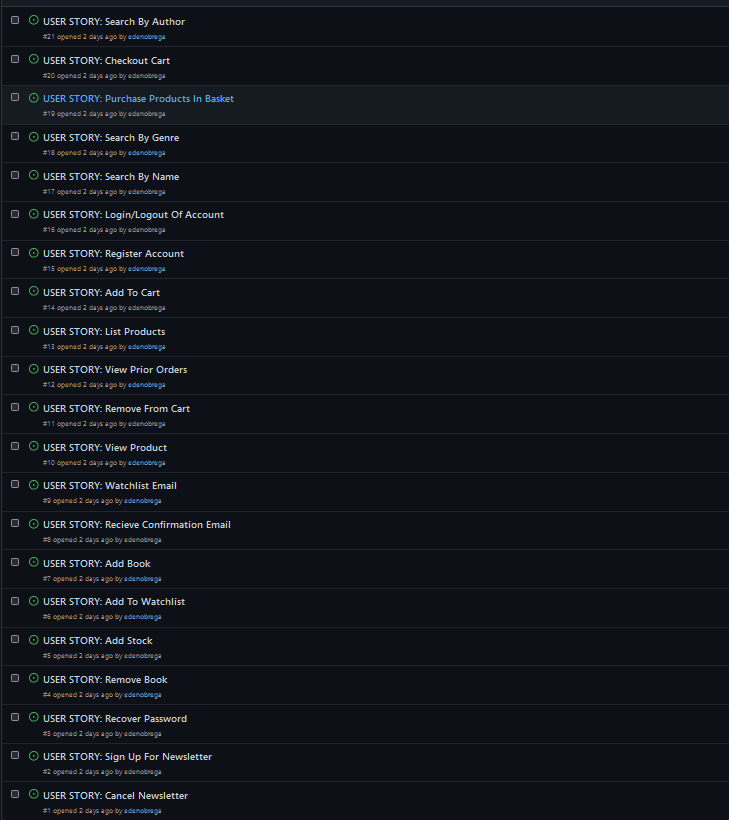 USER STORY: Search By Author
#21 opened 2 days ago by edenobrega
USER STORY: Checkout Cart
#20 opened 2 days ago by edenobrega
USER STORY: Purchase Products In Basket
#19 opened 2 days ago by edenobrega
USER STORY: Search By Genre
#18 opened 2 days ago by edenobrega
USER STORY: Search By Name
#17 opened 2 days ago by edenobrega
USER STORY: Login/Logout Of Account
#16 opened 2 days ago by edenobrega
USER STORY: Register Account
#15 opened 2 days ago by edenobrega
USER STORY: Add To Cart
#14 opened 2 days ago by edenobrega
USER STORY: List Products
#13 opened 2 days ago by edenobrega
USER STORY: View Prior Orders
#12 opened 2 days ago by edenobrega
USER STORY: Remove From Cart
#11 opened 2 days ago by edenobrega
USER STORY: View Product
#10 opened 2 days ago by edenobrega
USER STORY: Watchlist Email
#9 opened 2 days ago by edenobrega
USER STORY: Recieve Confirmation Email
#8 opened 2 days ago by edenobrega
USER STORY: Add Book
#7 opened 2 days ago by edenobrega
USER STORY: Add To Watchlist
#6 opened 2 days ago by edenobrega
USER STORY: Add Stock
#5 opened 2 days ago by edenobrega
USER STORY: Remove Book
#4 opened 2 days ago by edenobrega
USER STORY: Recover Password
#3 opened 2 days ago by edenobrega
USER STORY: Sign Up For Newsletter
#2 opened 2 days ago by edenobrega
USER STORY: Cancel Newsletter
#1 opened 2 days ago by edenobrega